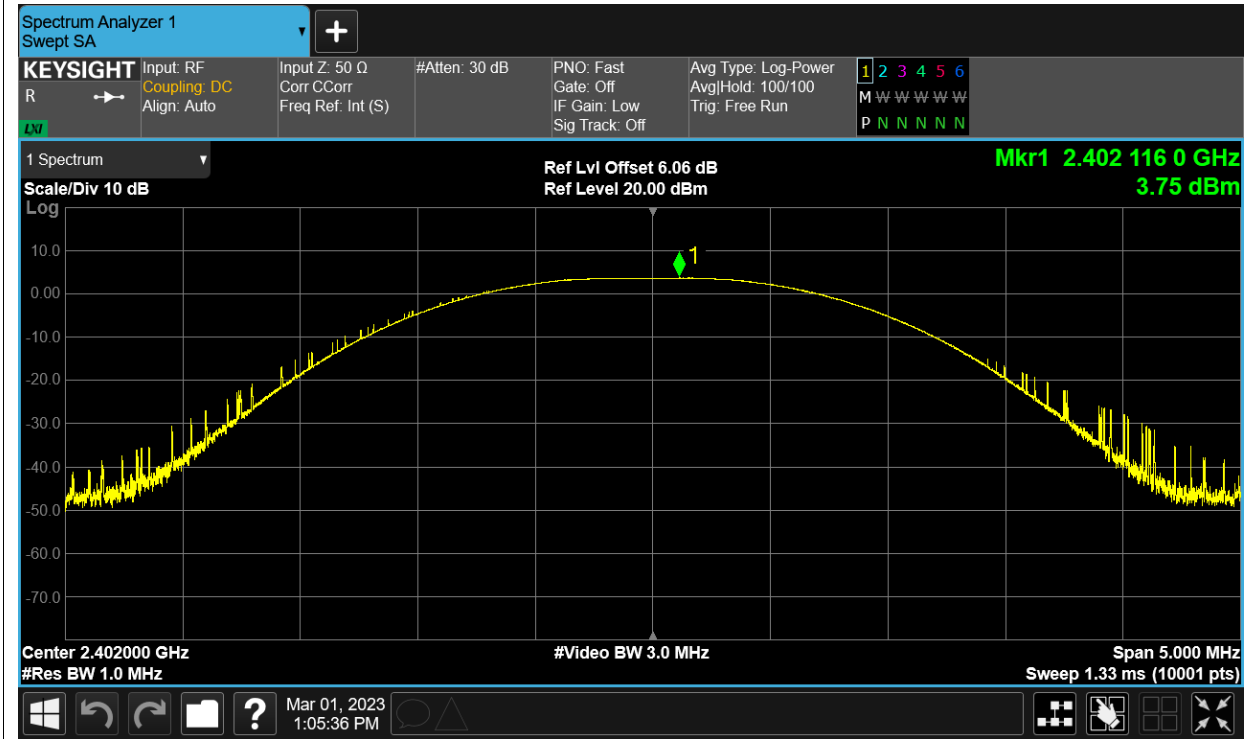 Spectrum Analyzer 1
Swept SA
KEYSIGHT
R
LXI
Input: RF
Coupling: DC
Align: Auto
Input Z: 50 Ω
Corr CCorr
Freq Ref: Int (S)
#Atten: 30 dB
PNO: Fast
Gate: Off
IF Gain: Low
Sig Track: Off
Avg Type: Log-Power
Avg|Hold: 100/100
Trig: Free Run
1 2 3 4 5 6
M W W W W W W
P N N N N N N
1 Spectrum
Scale/Div 10 dB
Log
Ref Lvl Offset 6.06 dB
Ref Level 20.00 dBm
Mkr1 2.402 116 0 GHz
3.75 dBm
1
10.0
0.00
-10.0
-20.0
-30.0
-40.0
-50.0
-60.0
-70.0
Center 2.402000 GHz
#Res BW 1.0 MHz
#Video BW 3.0 MHz
Span 5.000 MHz
Sweep 1.33 ms (10001 pts)
?
Mar 01, 2023
1:05:36 PM